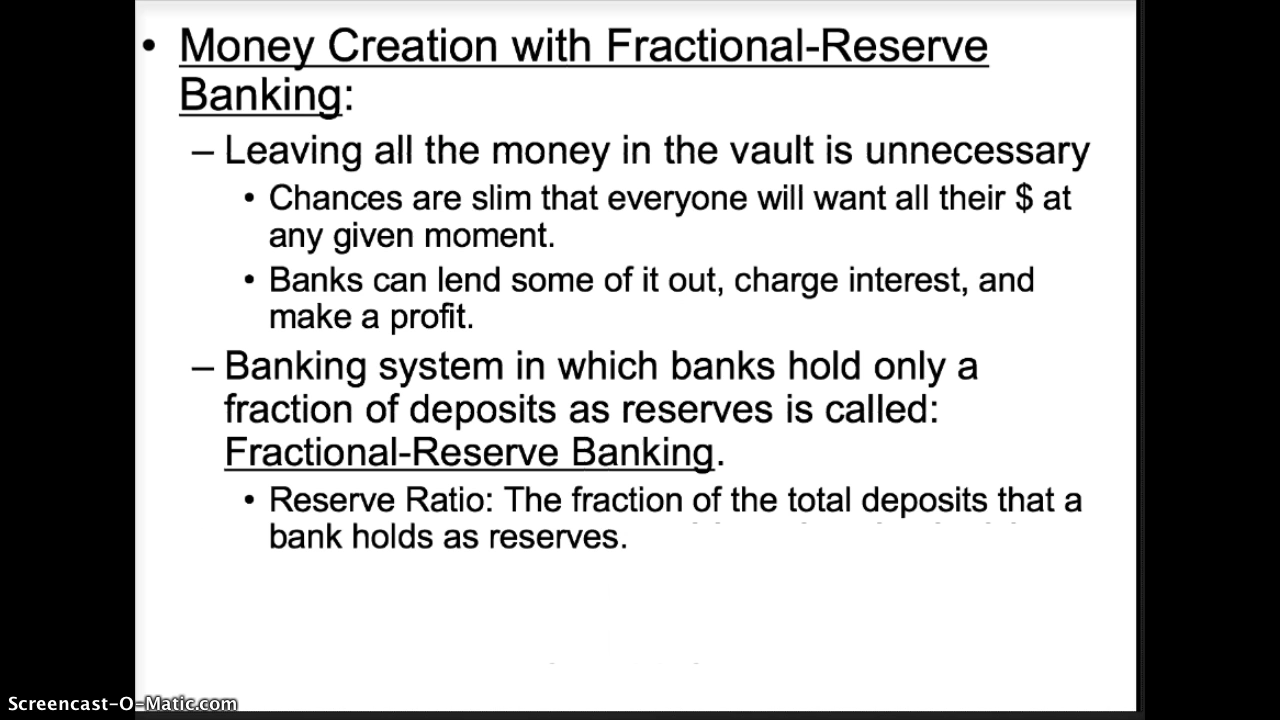 • Money Creation with Fractional-Reserve
Banking:
– Leaving all the money in the vault is unnecessary
• Chances are slim that everyone will want all their $ at
any given moment.
• Banks can lend some of it out, charge interest, and
make a profit.
– Banking system in which banks hold only a
fraction of deposits as reserves is called:
Fractional-Reserve Banking.
• Reserve Ratio: The fraction of the total deposits that a
bank holds as reserves.
Screencast-O-Matic.com